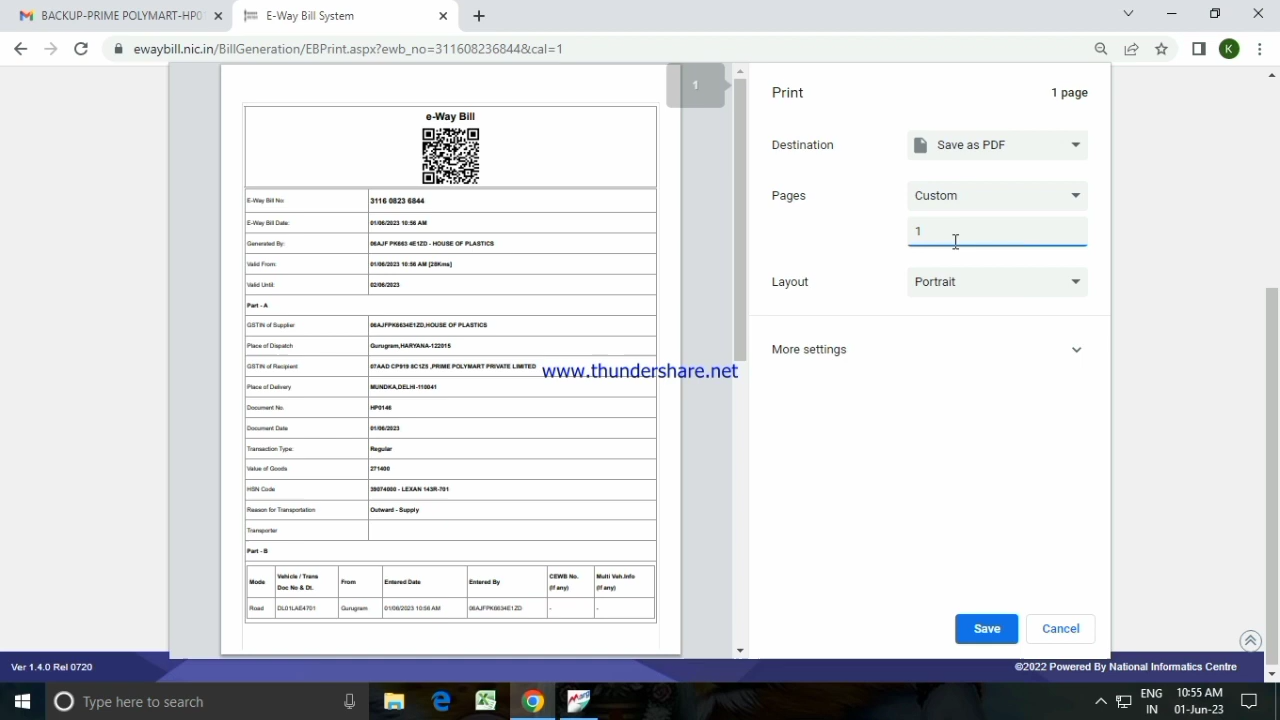 BACKUP-PRIME POLYMART-HP0
E-Way Bill System
ewaybill.nic.in/BillGeneration/EBPrint.aspx?ewb_no=311608236844&cal=1
K
1
e-Way Bill
E-Way Bill No: 3116 0823 6844
E-Way Bill Date: 01/06/2023 10:56 AM
Generated By: 06AJF PK663 4E1ZD - HOUSE OF PLASTICS
Valid From: 01/06/2023 10:56 AM [28Kms]
Valid Until: 02/06/2023
Part - A
GSTIN of Supplier 06AJFPK6634E1ZD,HOUSE OF PLASTICS
Place of Dispatch Gurugram,HARYANA-122015
GSTIN of Recipient 07AAD CP919 8C1Z5 ,PRIME POLYMART PRIVATE LIMITED
Place of Delivery MUNDKA,DELHI-110041
Document No. HP0146
Document Date 01/06/2023
Transaction Type: Regular
Value of Goods 271400
HSN Code 39074000 - LEXAN 143R-701
Reason for Transportation Outward - Supply
Transporter
Part - B
Mode Vehicle / Trans Doc No & Dt. From Entered Date Entered By CEWB No. (If any) Multi Veh.Info (If any)
Road DL01LAE4701 Gurugram 01/06/2023 10:56 AM 06AJFPK6634E1ZD - -
www.thundershare.net
Print 1 page
Destination Save as PDF
Pages Custom
1
Layout Portrait
More settings
Save Cancel
Ver 1.4.0 Rel 0720 ©2022 Powered By National Informatics Centre
Type here to search
ENG
IN
10:55 AM
01-Jun-23